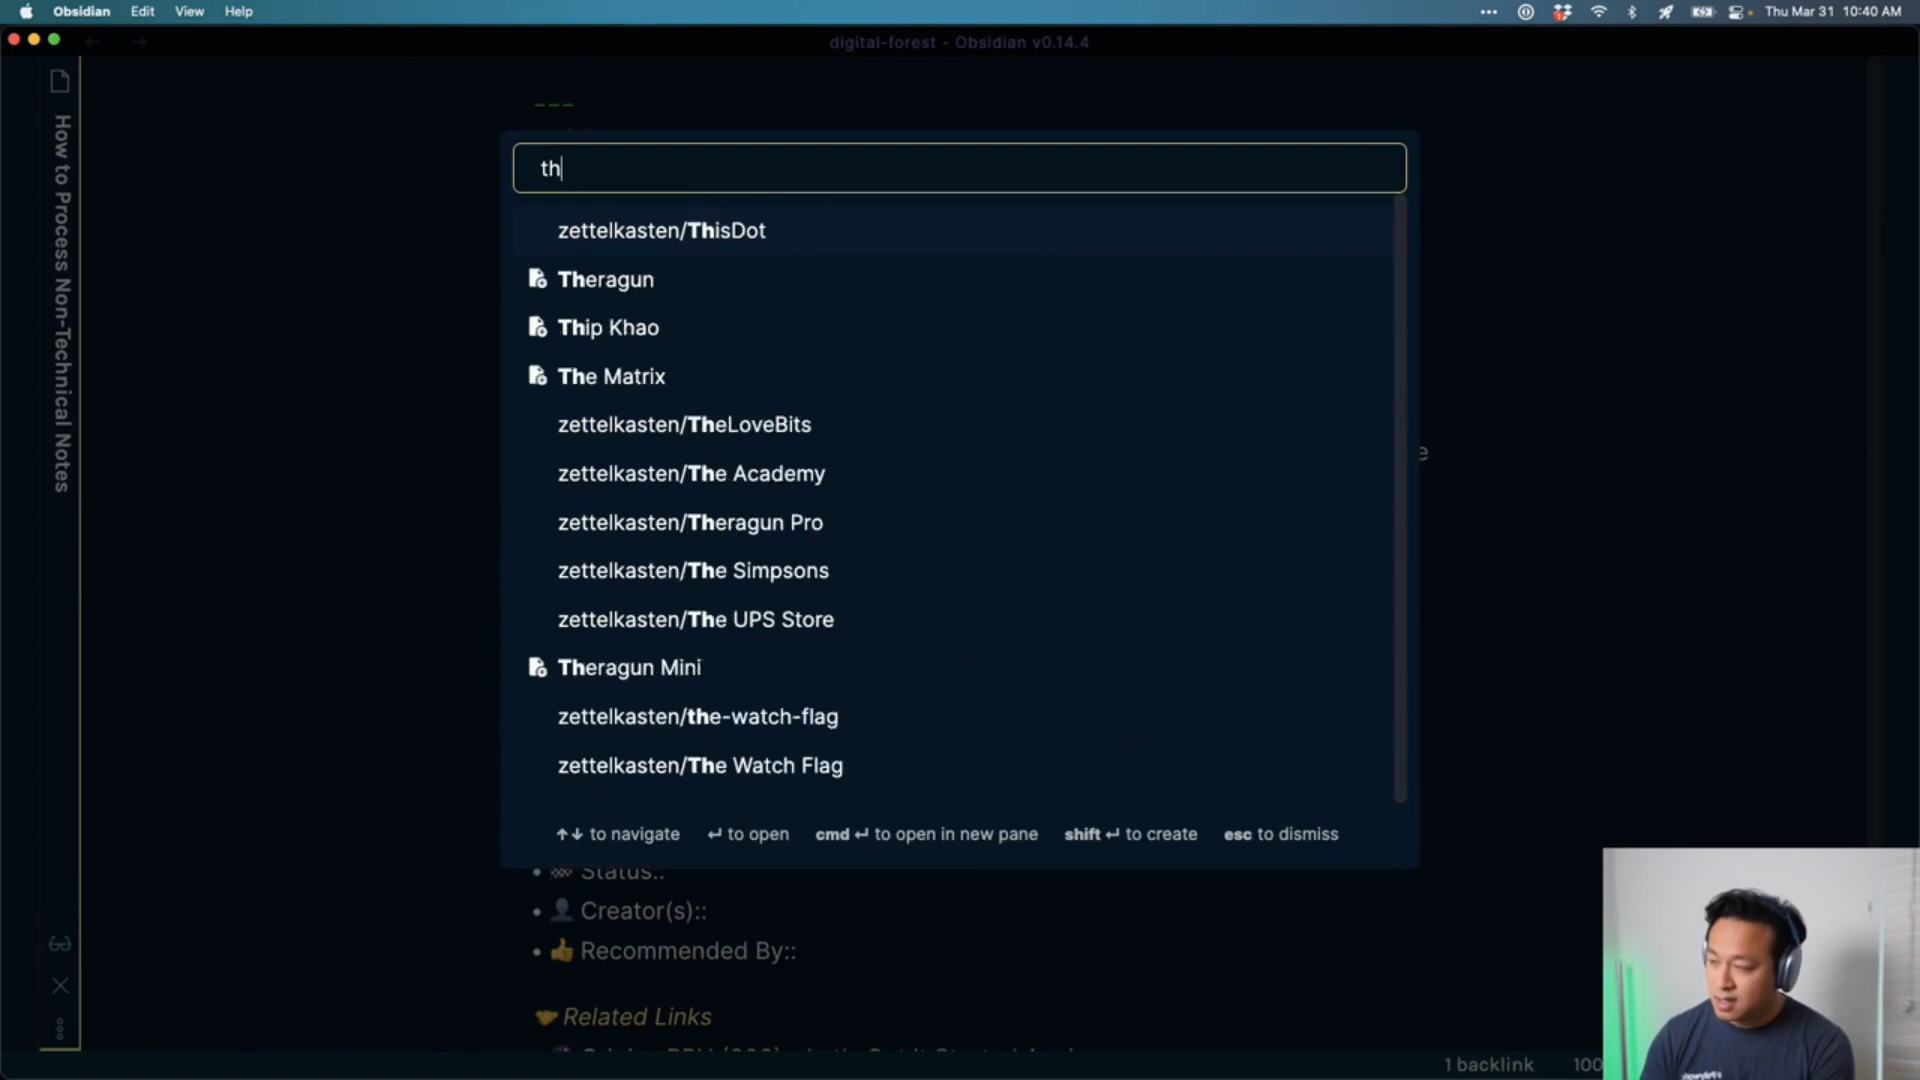 Obsidian Edit View Help Thu Mar 31 10:40 AM
digital-forest - Obsidian v0.14.4
How to Process Non-Technical Notes
---
th
zettelkasten/ThisDot
Theragun
Thip Khao
The Matrix
zettelkasten/TheLoveBits
e
zettelkasten/The Academy
zettelkasten/Theragun Pro
zettelkasten/The Simpsons
zettelkasten/The UPS Store
Theragun Mini
zettelkasten/the-watch-flag
zettelkasten/The Watch Flag
↑↓ to navigate ↵ to open cmd ↵ to open in new pane shift ↵ to create esc to dismiss
• 🏁 Status::
• 👤 Creator(s)::
• 👍 Recommended By::
Related Links
1 backlink 100